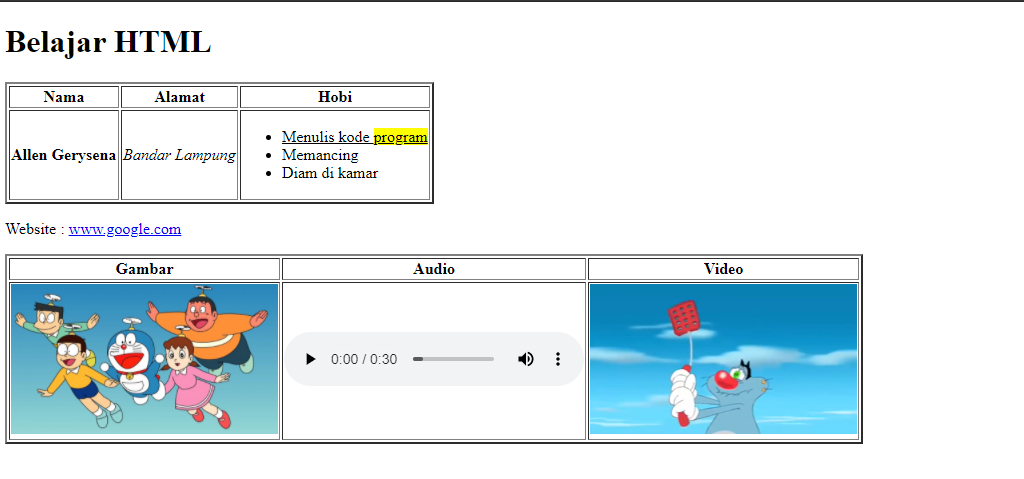 Belajar HTML
Nama Alamat Hobi
Allen Gerysena Bandar Lampung
Menulis kode program
Memancing
Diam di kamar
Website : www.google.com
Gambar Audio Video
0:00 / 0:30